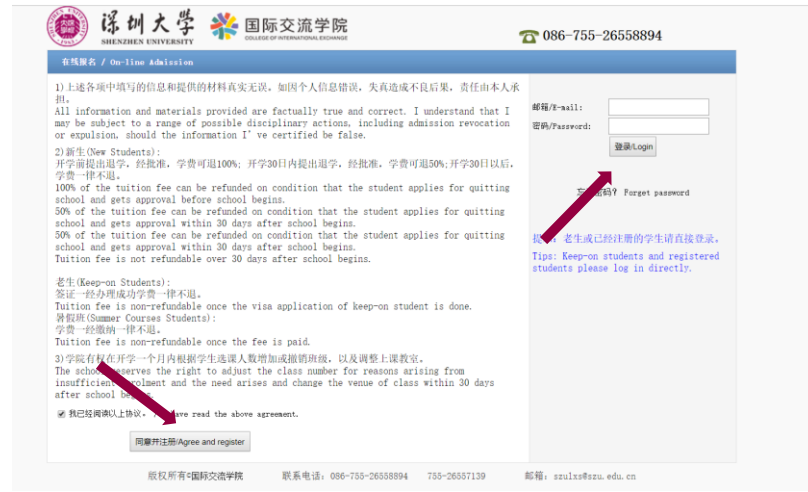 深圳大学
SHENZHEN UNIVERSITY
国际交流学院
COLLEGE OF INTERNATIONAL EXCHANGE
086-755-26558894
在线报名 / On-line Admission
1)上述各项中填写的信息和提供的材料真实无误。如因个人信息错误，失真造成不良后果，责任由本人承
担。
All information and materials provided are factually true and correct. I understand that I
may be subject to a range of possible disciplinary actions, including admission revocation
or expulsion, should the information I' ve certified be false.
2)新生(New Students):
开学前提出退学，经批准，学费可退100%; 开学30日内提出退学，经批准，学费可退50%;开学30日以后，
学费一律不退。
100% of the tuition fee can be refunded on condition that the student applies for quitting
school and gets approval before school begins.
50% of the tuition fee can be refunded on condition that the student applies for quitting
school and gets approval within 30 days after school begins.
50% of the tuition fee can be refunded on condition that the student applies for quitting
school and gets approval within 30 days after school begins.
Tuition fee is not refundable over 30 days after school begins.
老生(Keep-on Students):
签证一经办理成功学费一律不退。
Tuition fee is non-refundable once the visa application of keep-on student is done.
暑假班(Summer Courses Students):
学费一经缴纳一律不退。
Tuition fee is non-refundable once the fee is paid.
3)学院有权在开学一个月内根据学生选课人数增加或撤销班级，以及调整上课教室。
The school reserves the right to adjust the class number for reasons arising from
insufficient enrolment and the need arises and change the venue of class within 30 days
after school
我已经阅读以上协议。 have read the above agreement.
同意并注册/Agree and register
邮箱/E-mail:
密码/Password:
登录/Login
密码? Forget password
老生或已经注册的学生请直接登录。
Tips: Keep-on students and registered
students please log in directly.
版权所有©国际交流学院 联系电话: 086-755-26558894 755-26557139 邮箱: szulxs@szu.edu.cn